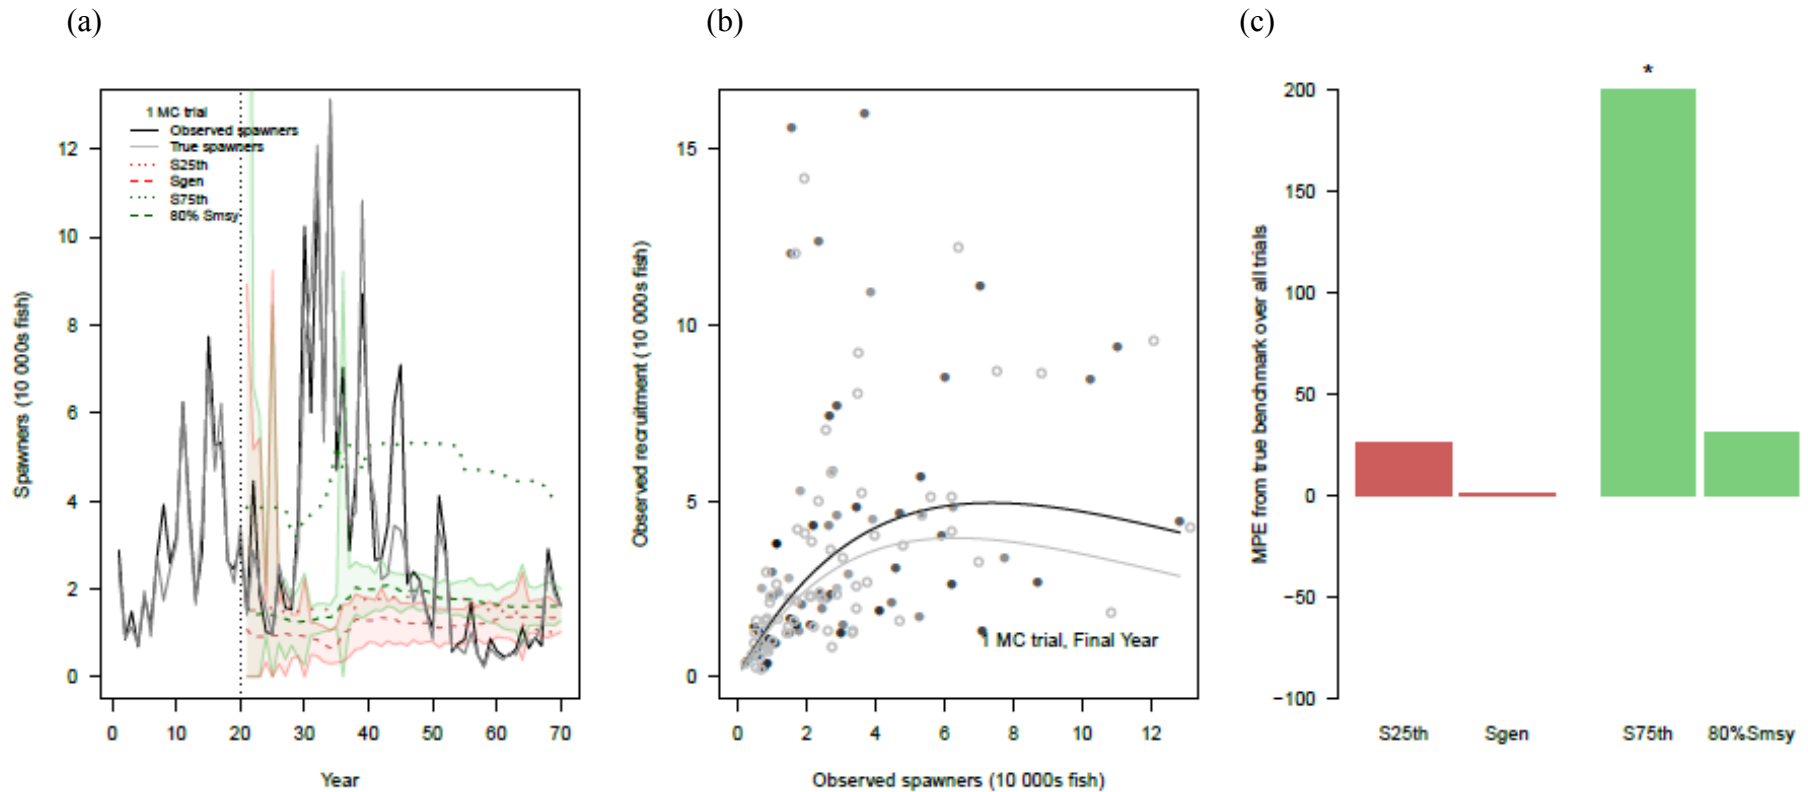 (a)
(b)
(c)
1 MC trial
Observed spawners
True spawners
S25th
Sgen
S75th
80% Smsy
Spawners (10 000s fish)
12
10
8
6
4
2
0
0 10 20 30 40 50 60 70
Year
Observed recruitment (10 000s fish)
15
10
5
0
1 MC trial, Final Year
0 2 4 6 8 10 12
Observed spawners (10 000s fish)
MPE from true benchmark over all trials
*
200
150
100
50
0
−50
−100
S25th Sgen S75th 80%Smsy